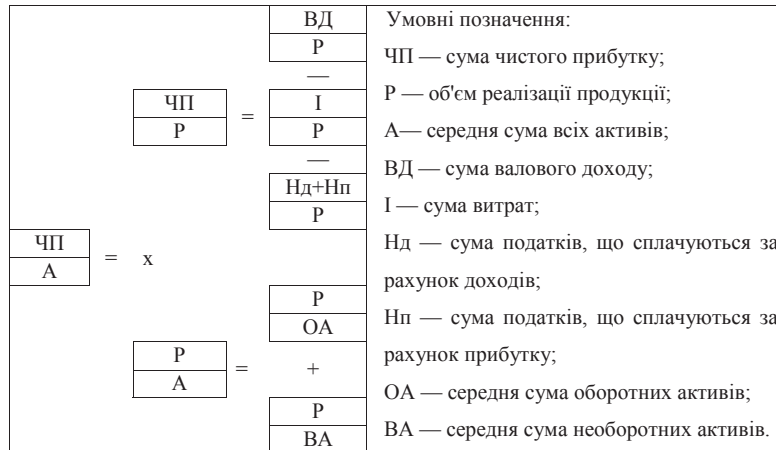 ВД
Р
—
ЧП = І
Р Р
—
Нд+Нп
Р
ЧП = х
А
Р
ОА
Р = +
А
Р
ВА
Умовні позначення:
ЧП — сума чистого прибутку;
Р — об'єм реалізації продукції;
А— середня сума всіх активів;
ВД — сума валового доходу;
І — сума витрат;
Нд — сума податків, що сплачуються за
рахунок доходів;
Нп — сума податків, що сплачуються за
рахунок прибутку;
ОА — середня сума оборотних активів;
ВА — середня сума необоротних активів.